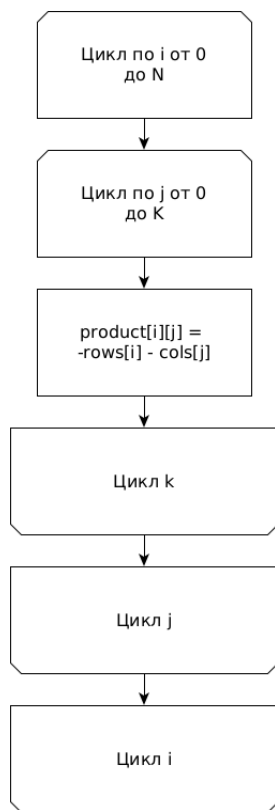 Цикл по i от 0
до N
Цикл по j от 0
до K
product[i][j] =
-rows[i] - cols[j]
Цикл k
Цикл j
Цикл i